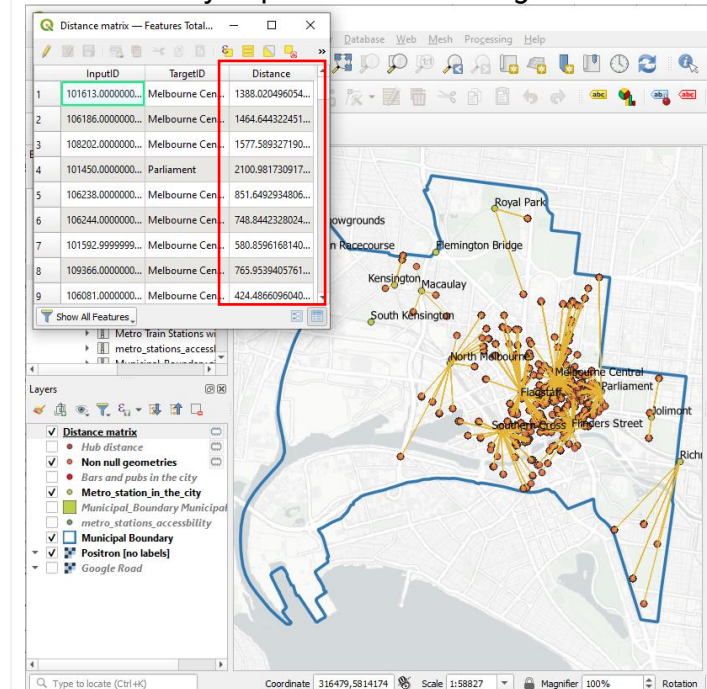 Distance matrix — Features Total...
Database Web Mesh Processing Help
InputID TargetID Distance
1 101613.0000000... Melbourne Cen... 1388.020496054...
2 106186.0000000... Melbourne Cen... 1464.644322451...
3 108202.0000000... Melbourne Cen... 1577.589327190...
4 101450.0000000... Parliament 2100.981730917...
5 106238.0000000... Melbourne Cen... 851.6492934806...
6 106244.0000000... Melbourne Cen... 748.8442328024...
7 101592.9999999... Melbourne Cen... 580.8596168140...
8 109366.0000000... Melbourne Cen... 765.9539405761...
9 106081.0000000... Melbourne Cen... 424.4866096040...
Show All Features
Metro Train Stations wi
metro_stations_accessl
Layers
Distance matrix
Hub distance
Non null geometries
Bars and pubs in the city
Metro_station_in_the_city
Municipal_Boundary Municipal
metro_stations_accessbility
Municipal Boundary
Positron [no labels]
Google Road
abc
abc
abc
Royal Park
owgrounds
n Racecourse
Flemington Bridge
Kensington
Macaulay
South Kensington
North Melbourne
Melbourne Central
Flagstaff
Parliament
Southern Cross
Flinders Street
Jolimont
Richr
Type to locate (Ctrl+K)
Coordinate 316479,5814174 Scale 1:58827 Magnifier 100% Rotation